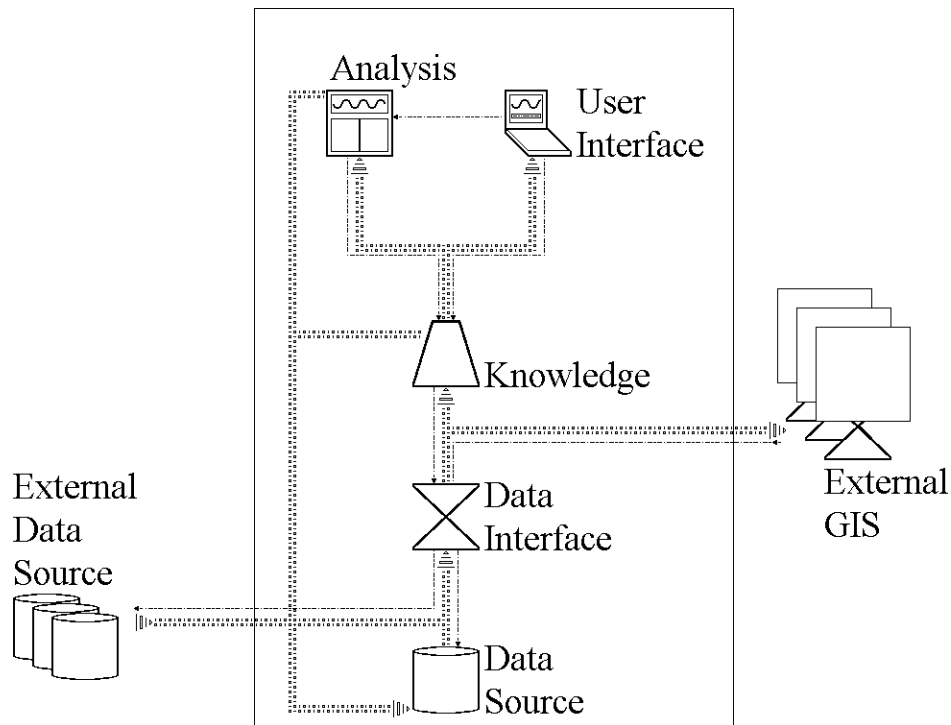 Analysis
User
Interface
Knowledge
External
GIS
Data
Interface
External
Data
Source
Data
Source